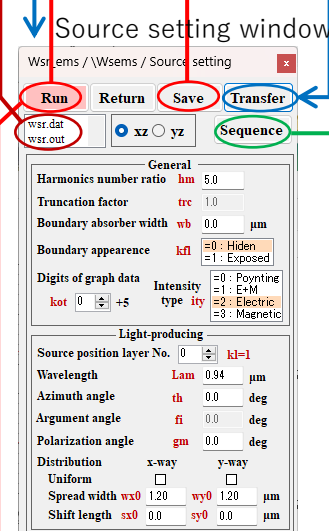 Source setting window
Wsr_ems / \Wsems / Source setting x
Run Return Save Transfer
wsr.dat
wsr.out
xz yz Sequence
General
Harmonics number ratio hm 5.0
Truncation factor trc 1.0
Boundary absorber width wb 0.0 μm
Boundary appearence kfl =0：Hiden
=1：Exposed
Digits of graph data
kot 0 +5
Intensity
type ity
=0：Poynting
=1：E+M
=2：Electric
=3：Magnetic
Light-producing
Source position layer No. 0 kl=1
Wavelength Lam 0.94 μm
Azimuth angle th 0.0 deg
Argument angle fi 0.0 deg
Polarization angle gm 0.0 deg
Distribution x-way y-way
Uniform
Spread width wx0 1.20 wy0 1.20 μm
Shift length sx0 0.0 sy0 0.0 μm